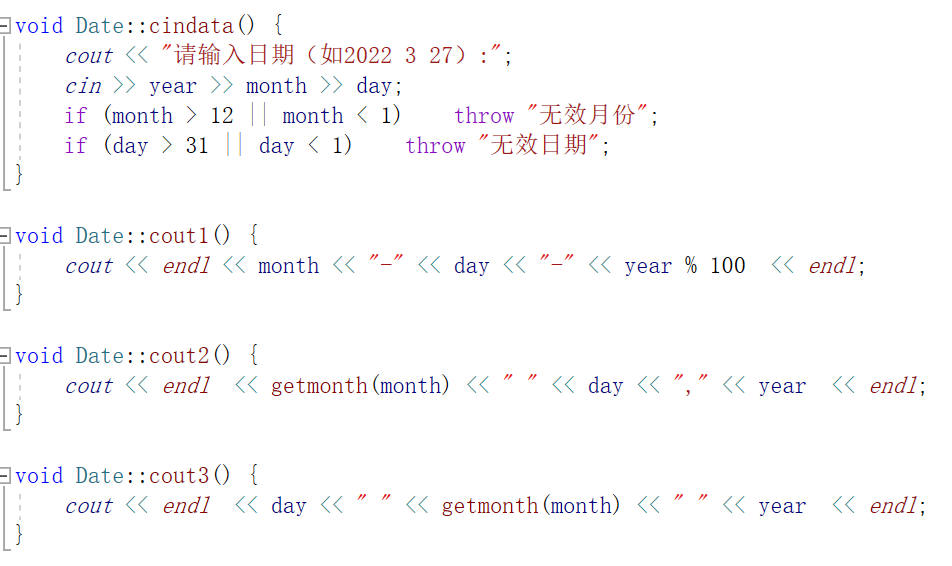 void Date::cindata() {
cout << "请输入日期（如2022 3 27）:";
cin >> year >> month >> day;
if (month > 12 || month < 1)    throw "无效月份";
if (day > 31 || day < 1)    throw "无效日期";
}
void Date::cout1() {
cout << endl << month << "-" << day << "-" << year % 100  << endl;
}
void Date::cout2() {
cout << endl  << getmonth(month) << " " << day << "," << year  << endl;
}
void Date::cout3() {
cout << endl  << day << " " << getmonth(month) << " " << year  << endl;
}